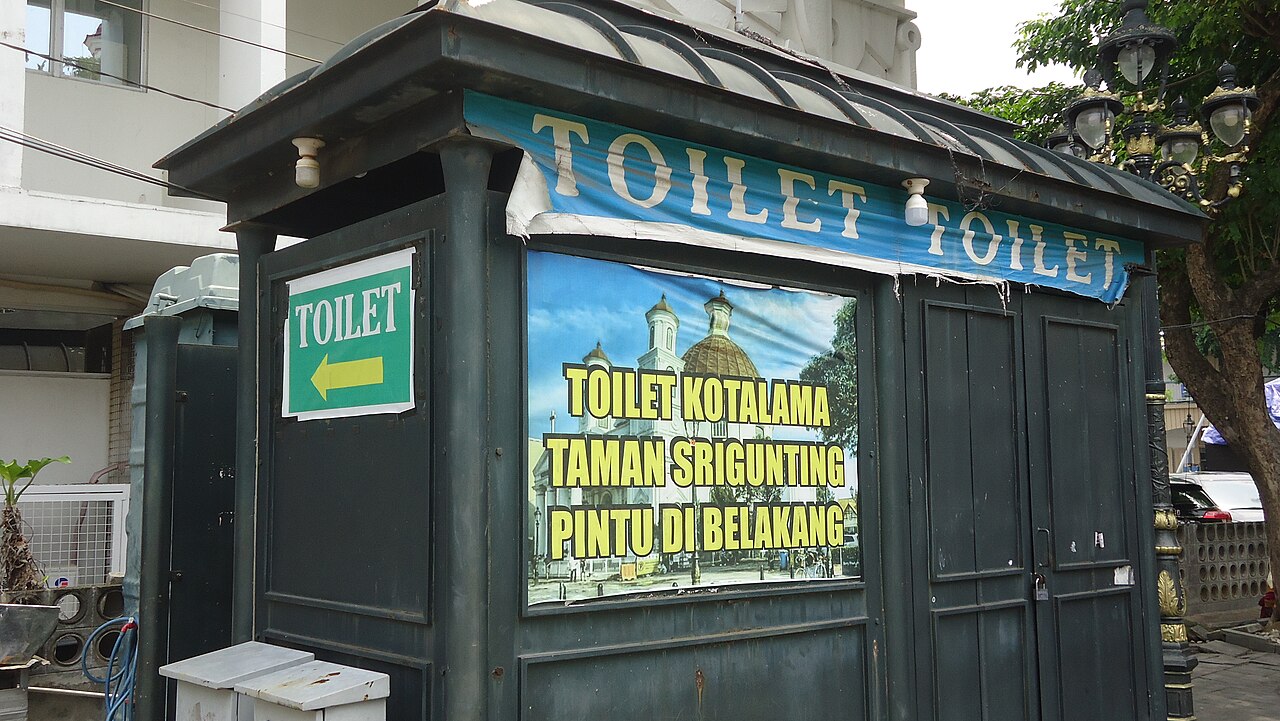 TOILET TOILET
TOILET
TOILET KOTALAMA
TAMAN SRIGUNTING
PINTU DI BELAKANG